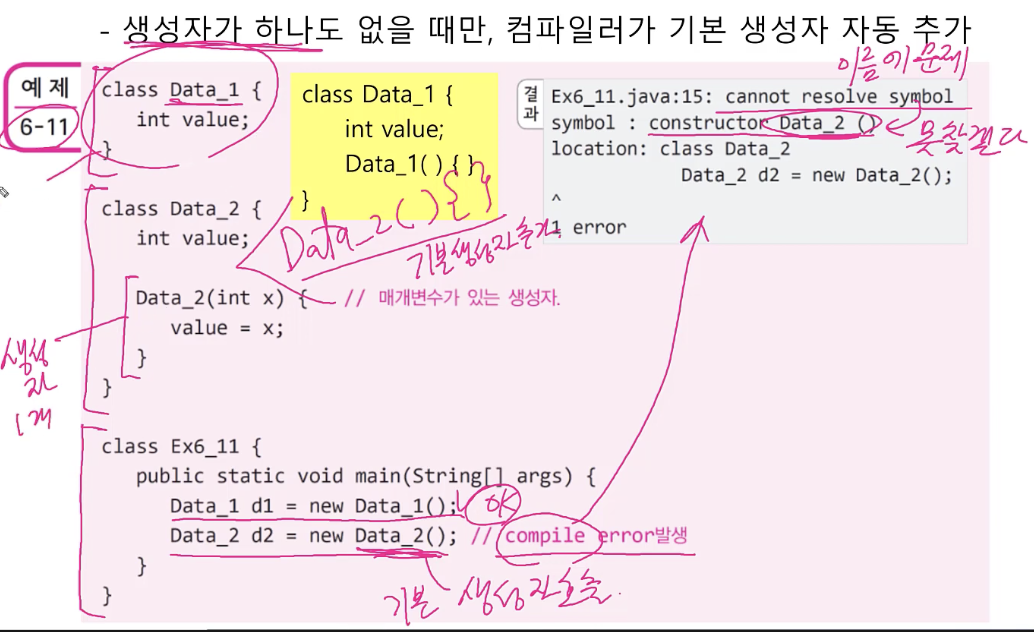 - 생성자가 하나도 없을 때만, 컴파일러가 기본 생성자 자동 추가
예 제
6-11
class Data_1 {
int value;
}
class Data_1 {
int value;
Data_1( ) { }
}
결과
이름에 문제
Ex6_11.java:15: cannot resolve symbol
symbol : constructor Data_2 ()
못찾겠다
location: class Data_2
Data_2 d2 = new Data_2();
^
1 error
class Data_2 {
int value;
Data_2(){}
기본생성자 추가
Data_2(int x) { // 매개변수가 있는 생성자.
value = x;
}
}
생성
자
1개
class Ex6_11 {
public static void main(String[] args) {
Data_1 d1 = new Data_1(); OK
Data_2 d2 = new Data_2(); // compile error발생
}
}
기본 생성자호출.